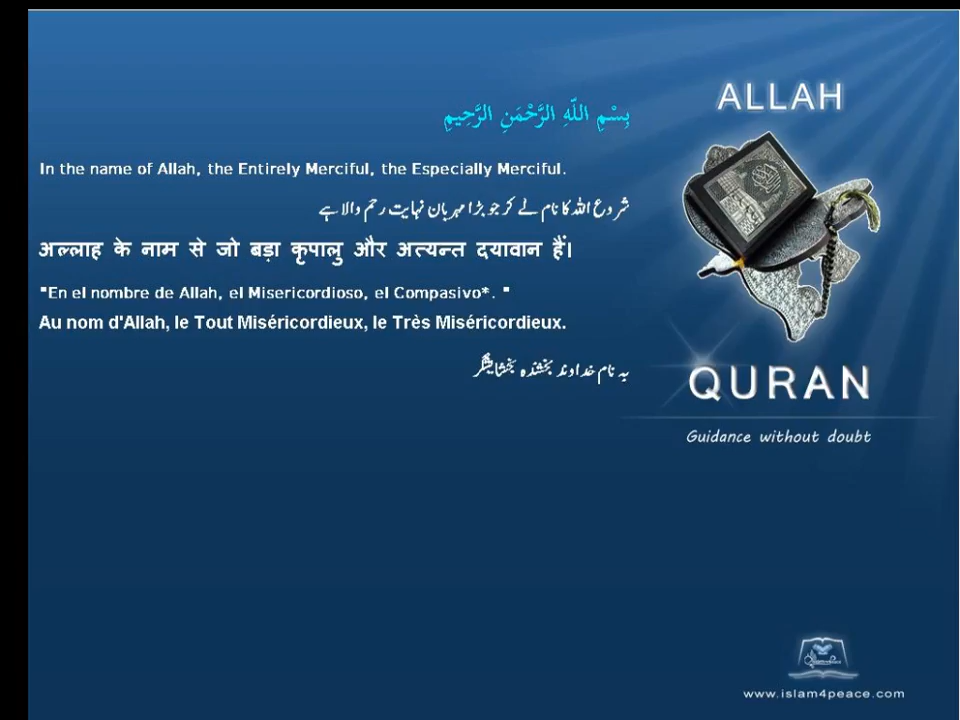 بِسْمِ اللَّهِ الرَّحْمَنِ الرَّحِيمِ
In the name of Allah, the Entirely Merciful, the Especially Merciful.
شروع الله کا نام لے کر جو بڑا مہربان نہایت رحم والا ہے
अल्लाह के नाम से जो बड़ा कृपालु और अत्यन्त दयावान हैं।
"En el nombre de Allah, el Misericordioso, el Compasivo*. "
Au nom d'Allah, le Tout Miséricordieux, le Très Miséricordieux.
به نام خداوند بخشنده بخشایشگر
ALLAH
QURAN
Guidance without doubt
www.islam4peace.com